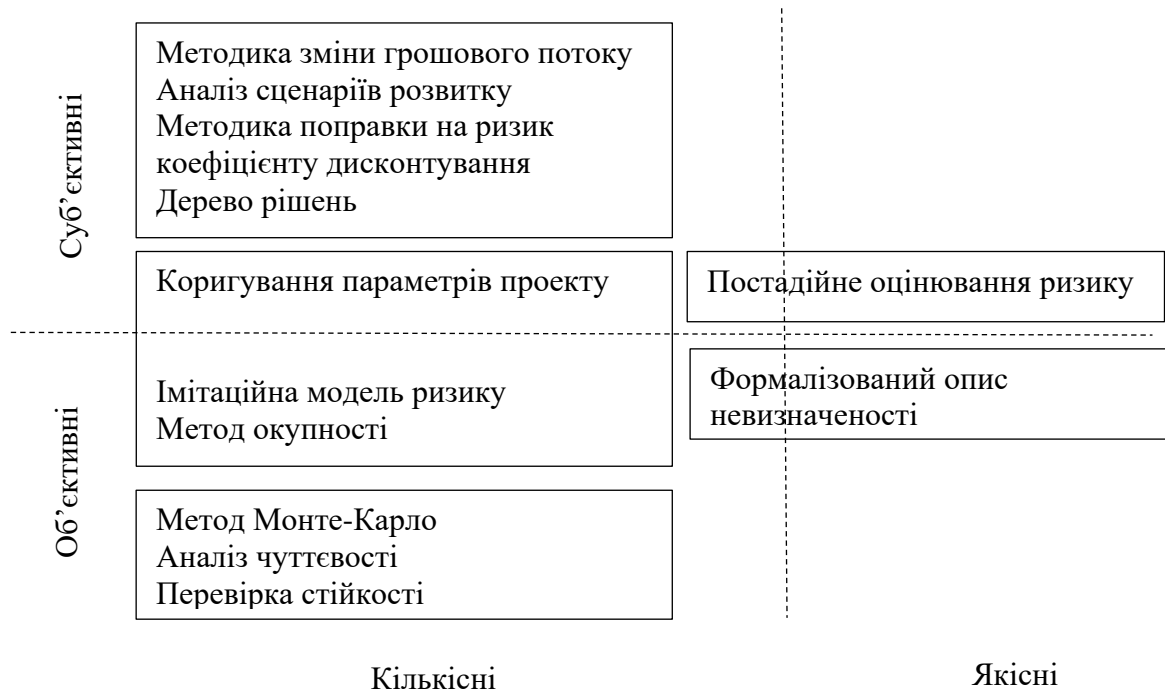 Суб’єктивні
Методика зміни грошового потоку
Аналіз сценаріїв розвитку
Методика поправки на ризик
коефіцієнту дисконтування
Дерево рішень
Коригування параметрів проекту
Постадійне оцінювання ризику
Об’єктивні
Імітаційна модель ризику
Метод окупності
Формалізований опис
невизначеності
Метод Монте-Карло
Аналіз чуттєвості
Перевірка стійкості
Кількісні
Якісні